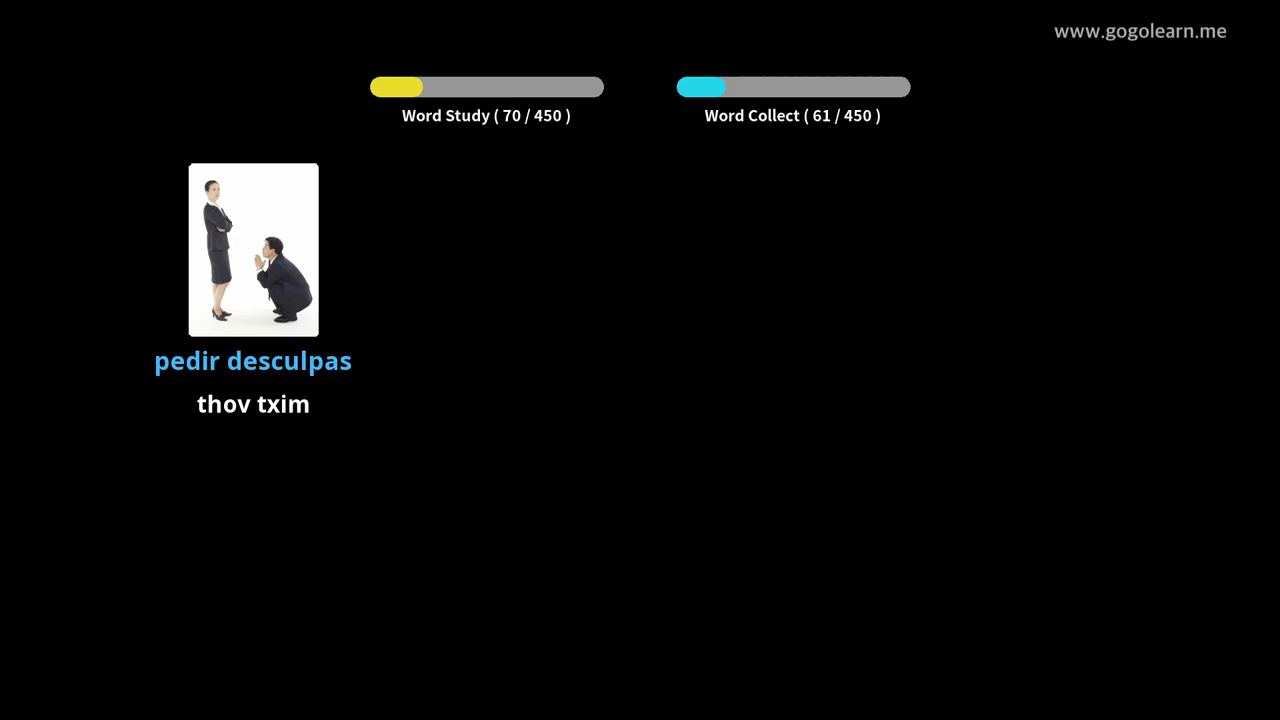 www.gogolearn.me
Word Study ( 70 / 450 )
Word Collect ( 61 / 450 )
pedir desculpas
thov txim